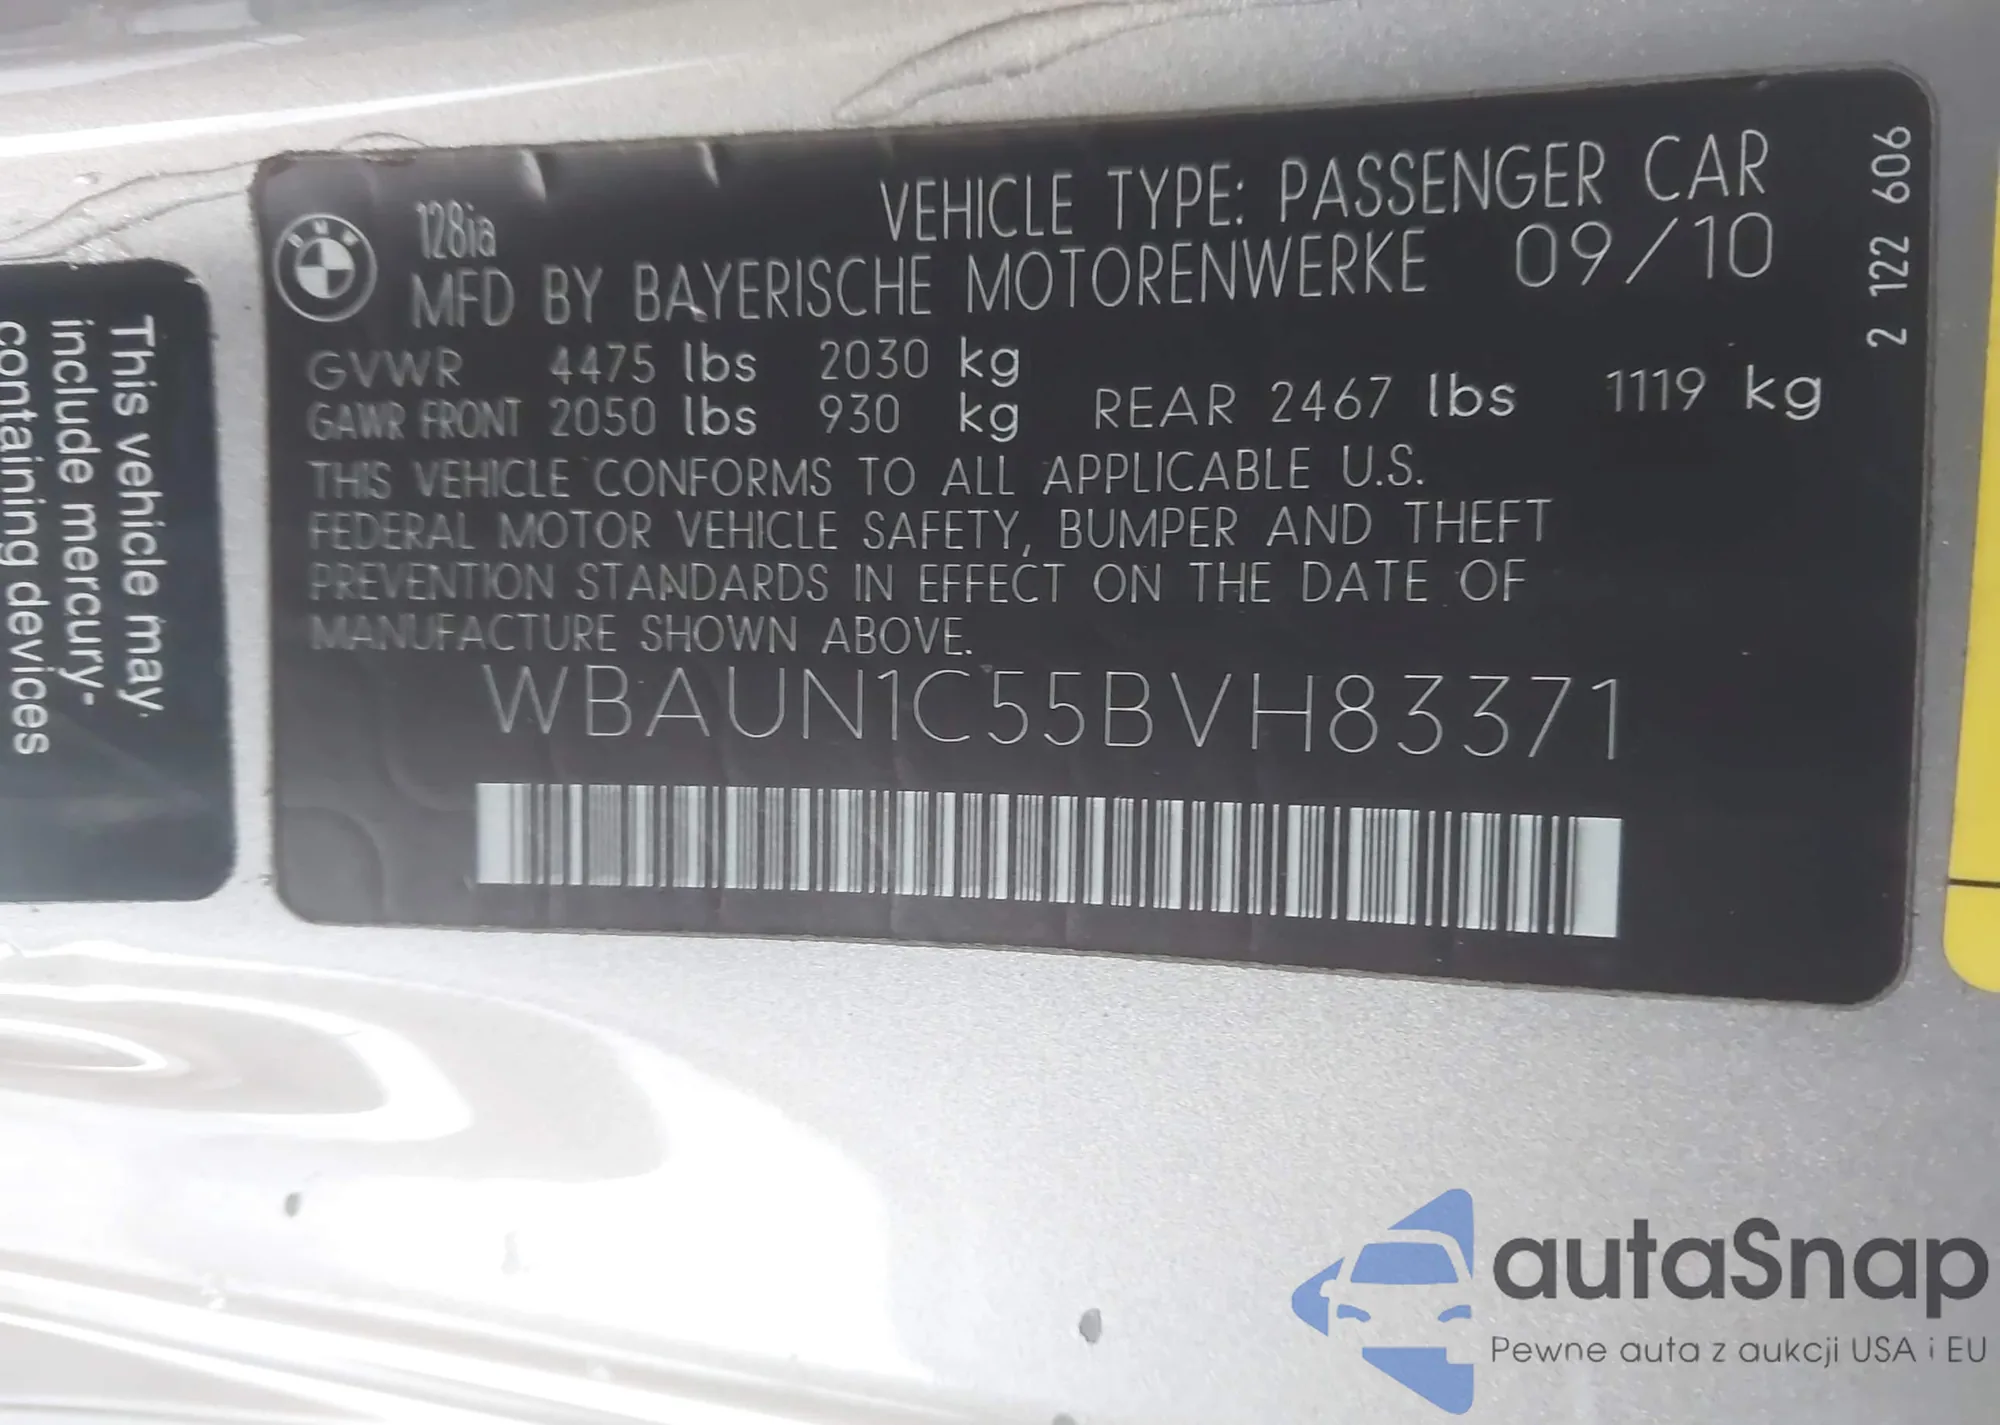 This vehicle may
include mercury-
containing devices
128ia
VEHICLE TYPE: PASSENGER CAR
MFD BY BAYERISCHE MOTORENWERKE 09/10
GVWR 4475 lbs 2030 kg
GAWR FRONT 2050 lbs 930 kg REAR 2467 lbs 1119 kg
THIS VEHICLE CONFORMS TO ALL APPLICABLE U.S.
FEDERAL MOTOR VEHICLE SAFETY, BUMPER AND THEFT
PREVENTION STANDARDS IN EFFECT ON THE DATE OF
MANUFACTURE SHOWN ABOVE.
WBAUN1C55BVH83371
2 122 606
BMW
autaSnap
Pewne auta z aukcji USA i EU